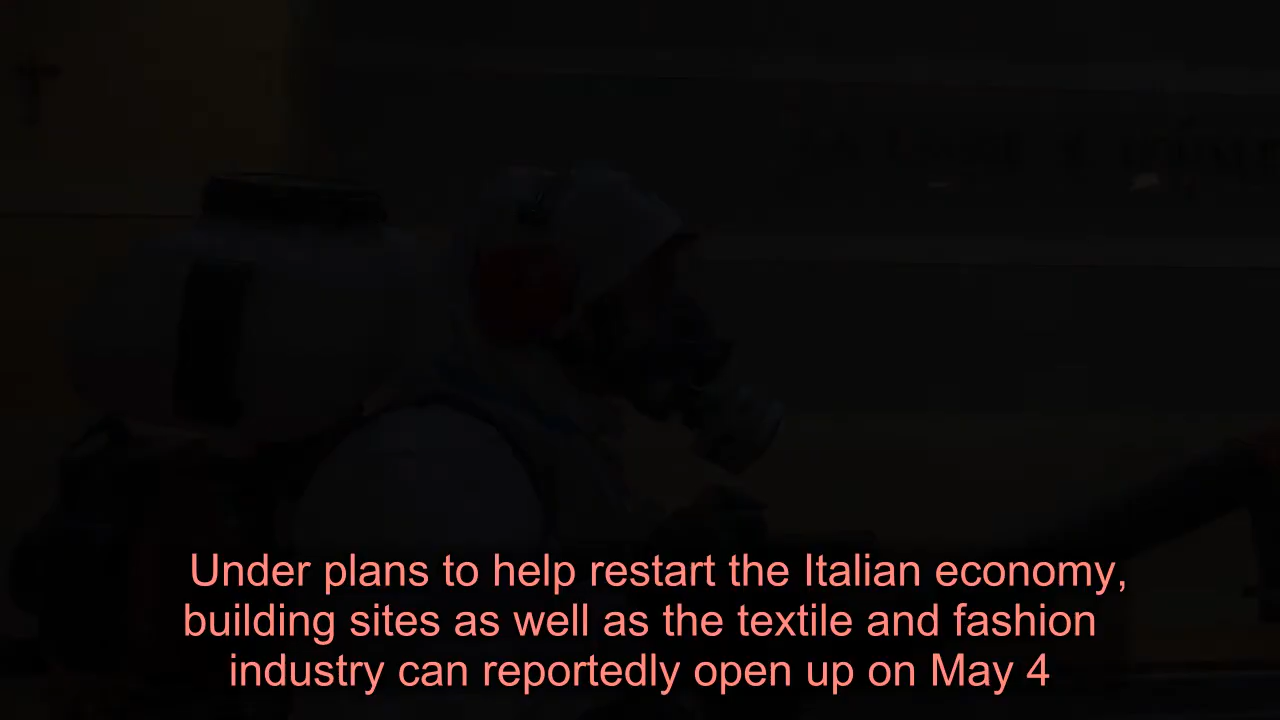 Under plans to help restart the Italian economy,
building sites as well as the textile and fashion
industry can reportedly open up on May 4